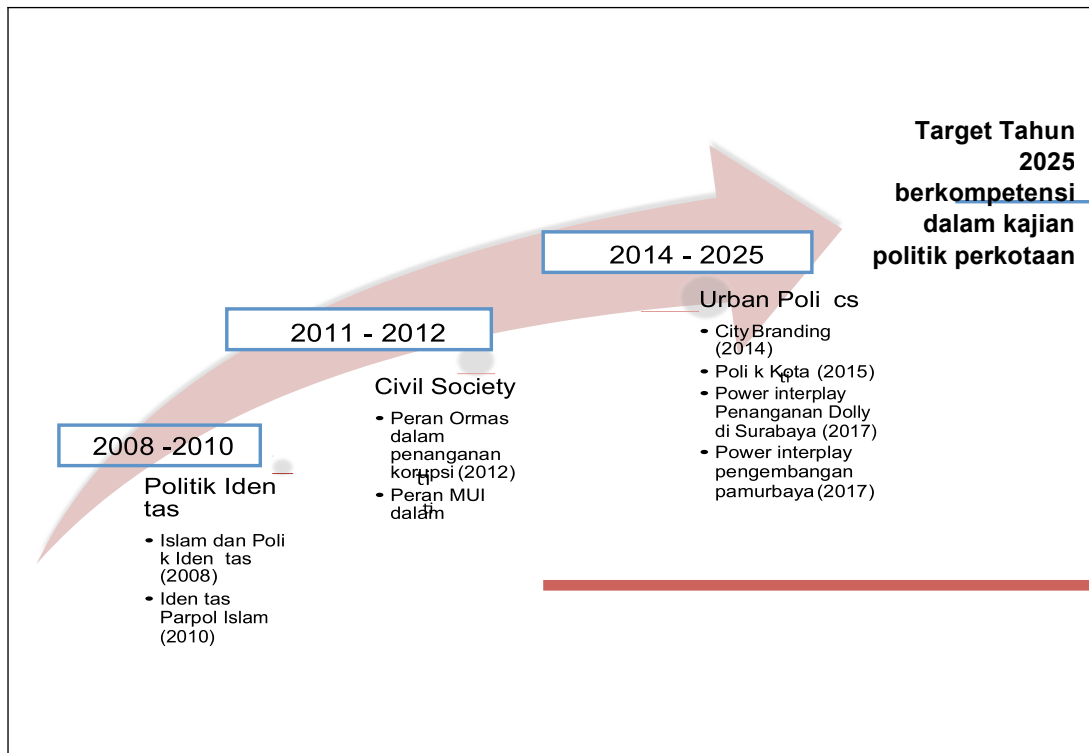 Target Tahun
2025
berkompetensi
dalam kajian
politik perkotaan
2008 -2010
Politik Iden
tas
• Islam dan Poli
k Iden tas
(2008)
• Iden tas
Parpol Islam
(2010)
2011 - 2012
Civil Society
• Peran Ormas
dalam
penanganan
korupsi (2012)
ti
• Peran MUI
dalam
ti
2014 - 2025
Urban Poli cs
• City Branding
(2014)
• Poli k Kota (2015)
ti
• Power interplay
Penanganan Dolly
di Surabaya (2017)
• Power interplay
pengembangan
pamurbaya (2017)